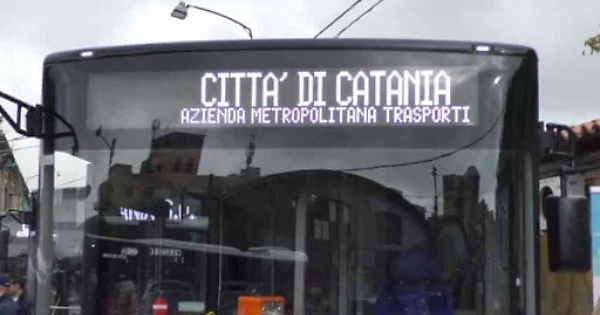 CITTA' DI CATANIA
AZIENDA METROPOLITANA TRASPORTI